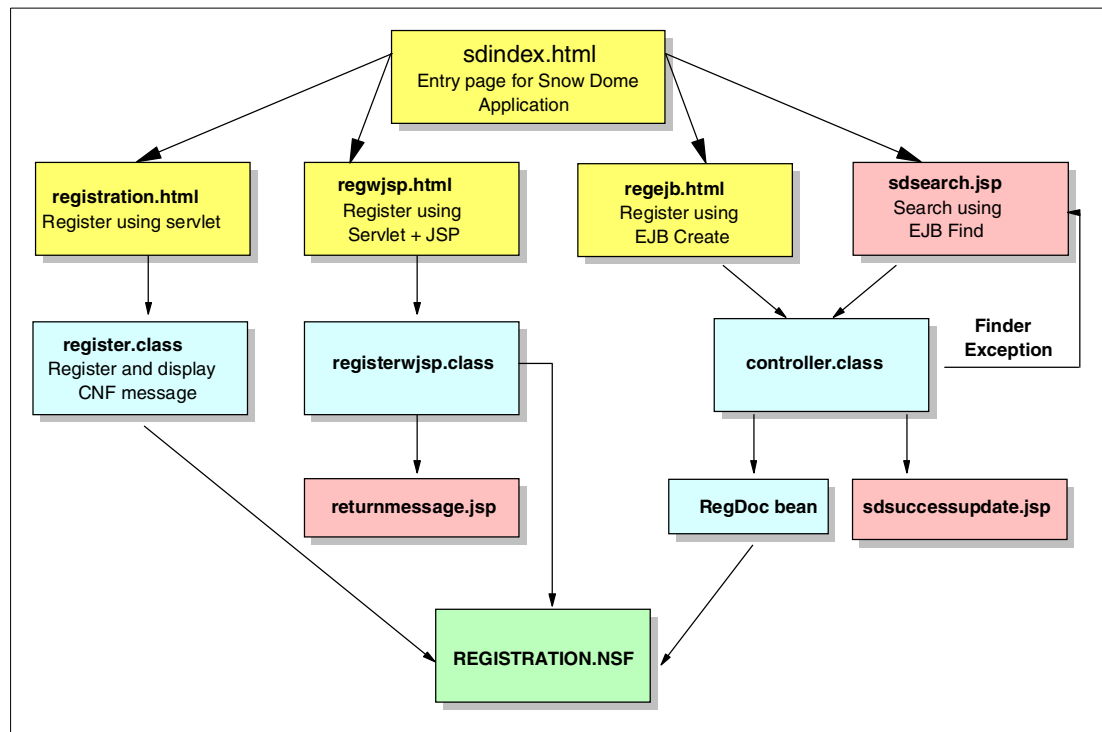 sdindex.html
Entry page for Snow Dome
Application
registration.html
Register using servlet
regwjsp.html
Register using
Servlet + JSP
regejb.html
Register using
EJB Create
sdsearch.jsp
Search using
EJB Find
register.class
Register and display
CNF message
registerwjsp.class
controller.class
Finder
Exception
returnmessage.jsp
RegDoc bean
sdsuccessupdate.jsp
REGISTRATION.NSF